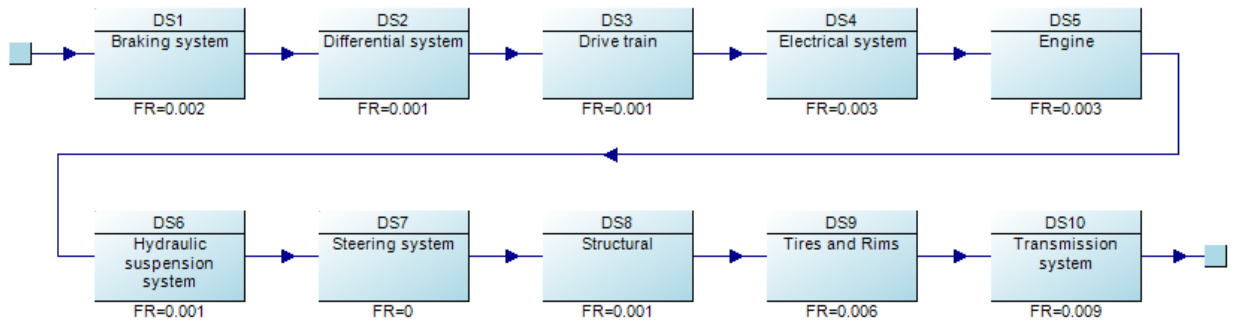 DS1
Braking system
FR=0.002
DS2
Differential system
FR=0.001
DS3
Drive train
FR=0.001
DS4
Electrical system
FR=0.003
DS5
Engine
FR=0.003
DS6
Hydraulic
suspension
system
FR=0.001
DS7
Steering system
FR=0
DS8
Structural
FR=0.001
DS9
Tires and Rims
FR=0.006
DS10
Transmission
system
FR=0.009